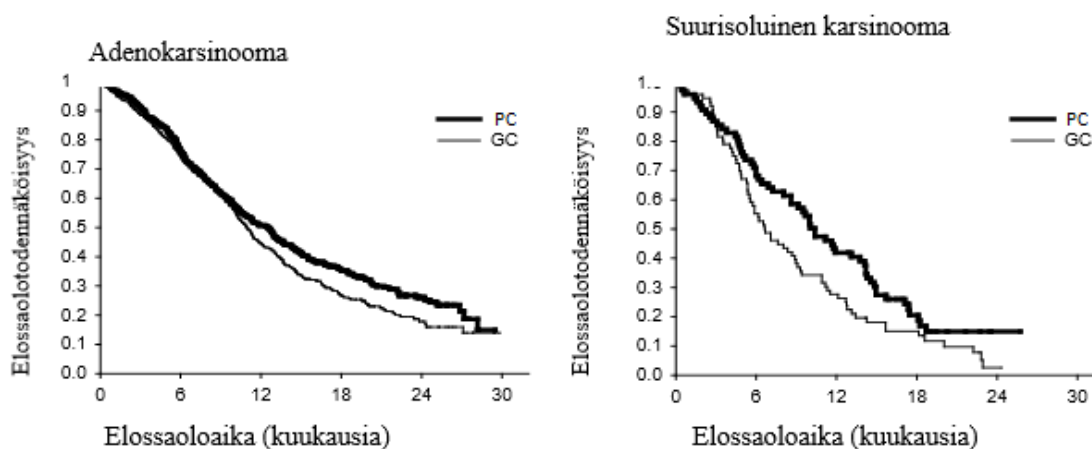 Adenokarsinooma
Elossaolotodennäköisyys
1
0.9
0.8
0.7
0.6
0.5
0.4
0.3
0.2
0.1
0.0
PC
GC
0 6 12 18 24 30
Elossaoloaika (kuukausia)
Suurisoluinen karsinooma
Elossaolotodennäköisyys
0.9
0.8
0.7
0.6
0.5
0.4
0.3
0.2
0.1
0.0
PC
GC
0 6 12 18 24 30
Elossaoloaika (kuukausia)